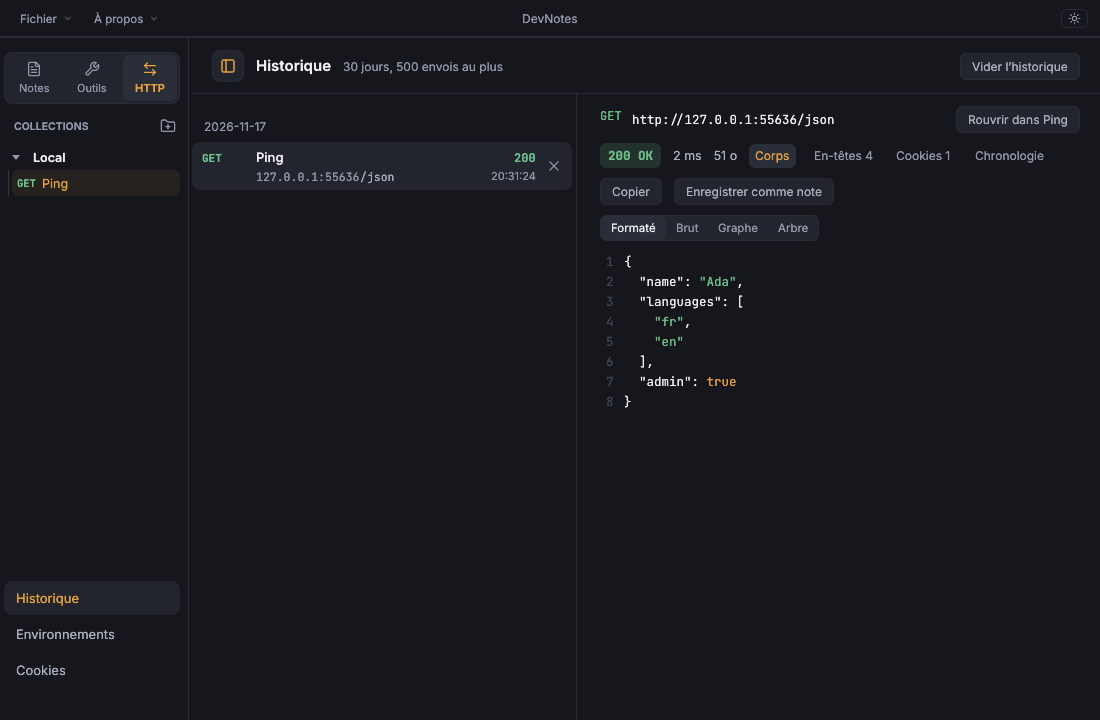 Fichier
À propos
DevNotes
Notes
Outils
HTTP
COLLECTIONS
Local
GET Ping
Historique
Environnements
Cookies
Historique
30 jours, 500 envois au plus
Vider l’historique
2026-11-17
GET
Ping
200
127.0.0.1:55636/json
20:31:24
GET http://127.0.0.1:55636/json
Rouvrir dans Ping
200 OK
2 ms
51 o
Corps
En-têtes 4
Cookies 1
Chronologie
Copier
Enregistrer comme note
Formaté
Brut
Graphe
Arbre
1 {
2   "name": "Ada",
3   "languages": [
4     "fr",
5     "en"
6   ],
7   "admin": true
8 }